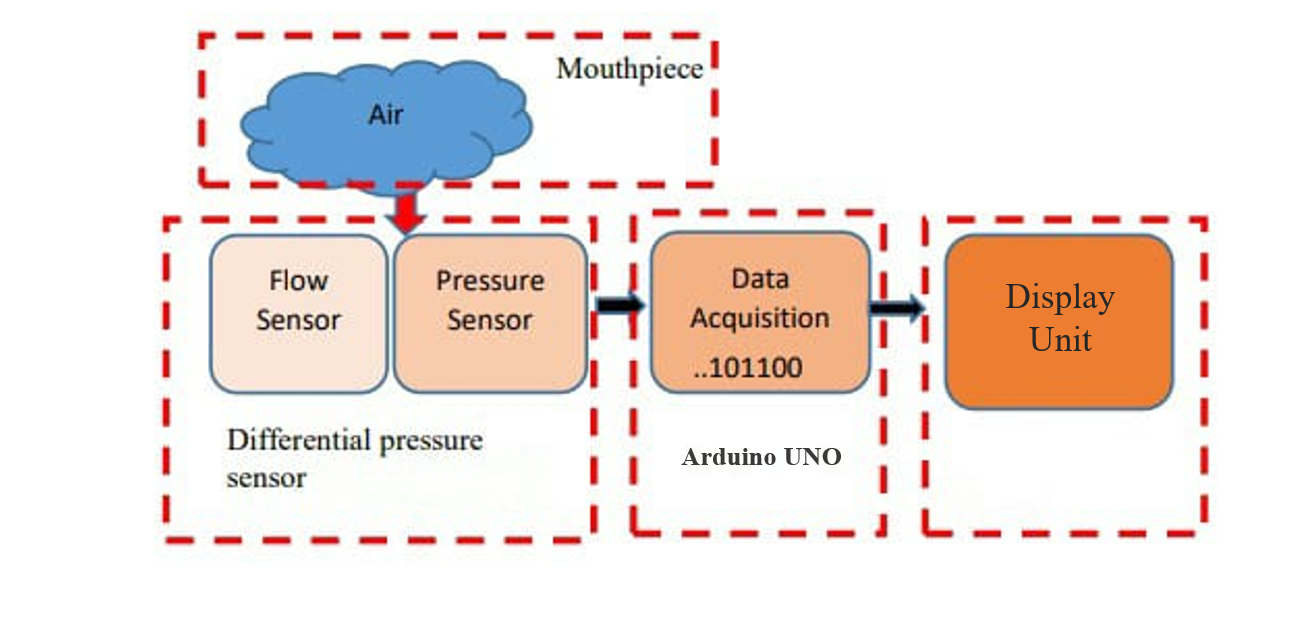 Mouthpiece
Air
Flow
Sensor
Pressure
Sensor
Differential pressure
sensor
Data
Acquisition
..101100
Arduino UNO
Display
Unit